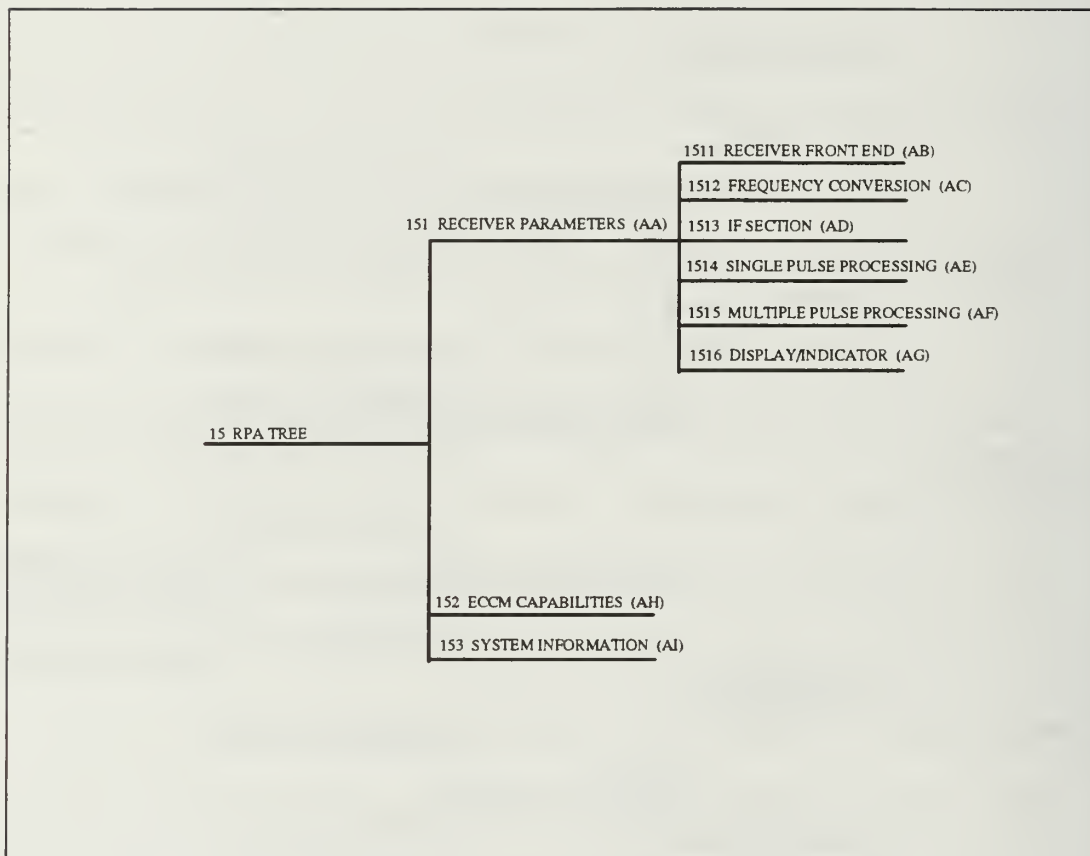 1511 RECEIVER FRONT END (AB)
1512 FREQUENCY CONVERSION (AC)
151 RECEIVER PARAMETERS (AA)
1513 IF SECTION (AD)
1514 SINGLE PULSE PROCESSING (AE)
1515 MULTIPLE PULSE PROCESSING (AF)
1516 DISPLAY/INDICATOR (AG)
15 RPA TREE
152 ECCM CAPABILITIES (AH)
153 SYSTEM INFORMATION (AI)